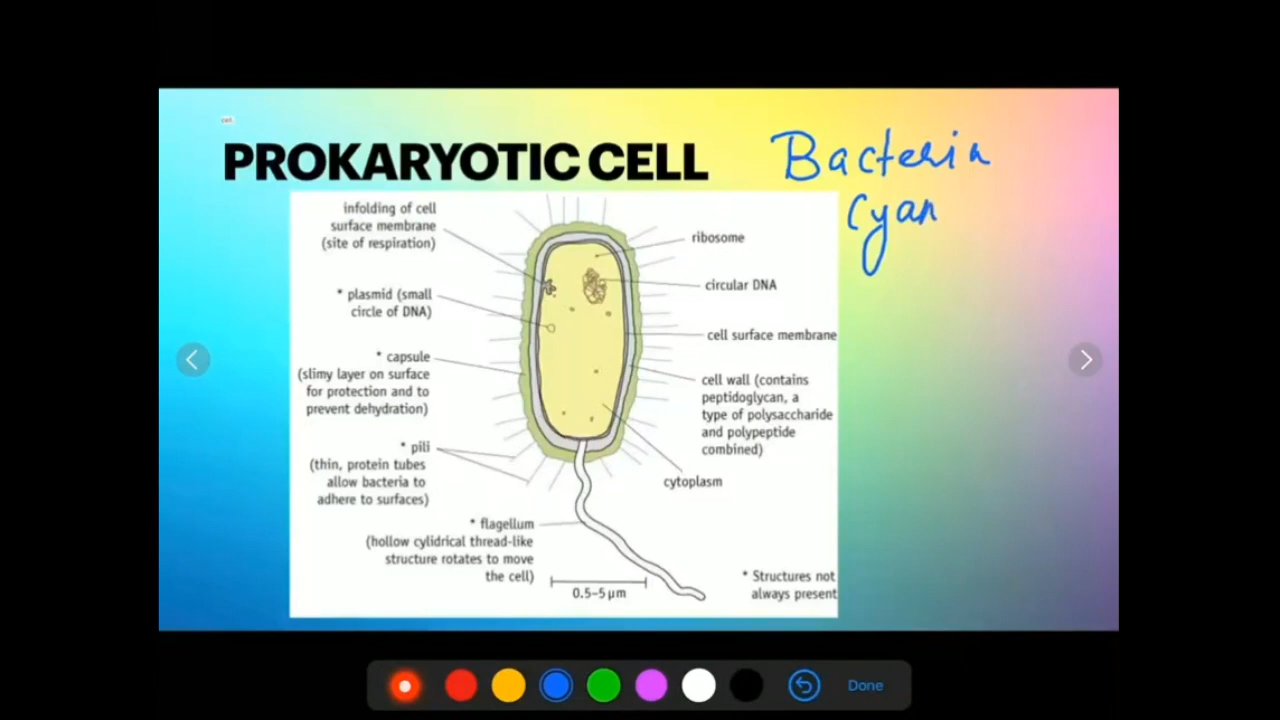 cell
PROKARYOTIC CELL
Bacteria
Cyan
infolding of cell
surface membrane
(site of respiration)
* plasmid (small
circle of DNA)
* capsule
(slimy layer on surface
for protection and to
prevent dehydration)
* pili
(thin, protein tubes
allow bacteria to
adhere to surfaces)
* flagellum
(hollow cylidrical thread-like
structure rotates to move
the cell)
0.5–5 µm
ribosome
circular DNA
cell surface membrane
cell wall (contains
peptidoglycan, a
type of polysaccharide
and polypeptide
combined)
cytoplasm
* Structures not
always present
Done